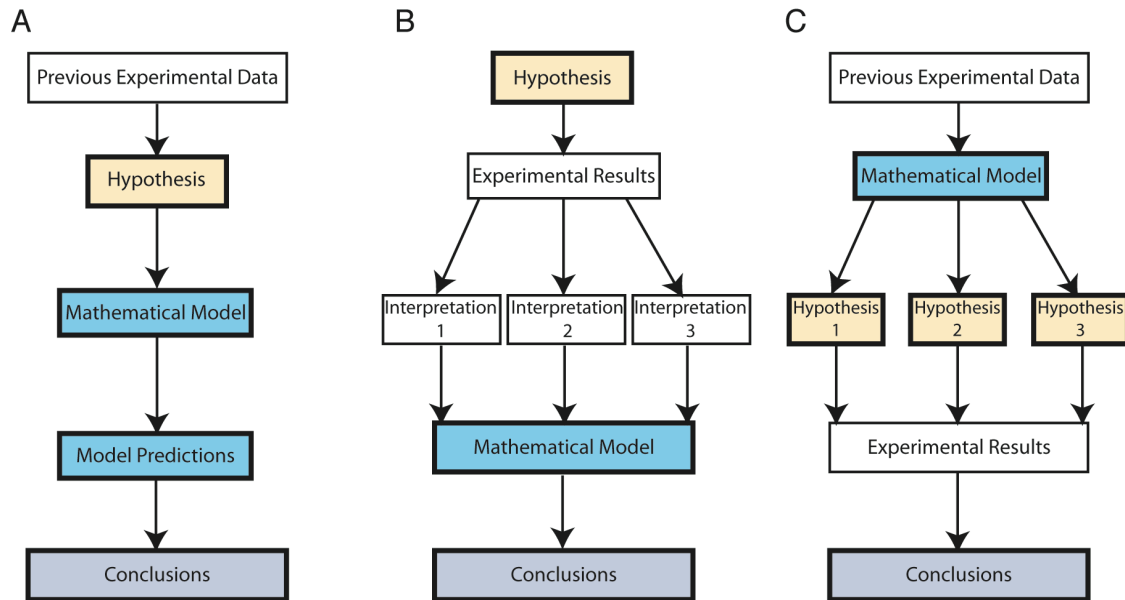 A
Previous Experimental Data
Hypothesis
Mathematical Model
Model Predictions
Conclusions
B
Hypothesis
Experimental Results
Interpretation
1
Interpretation
2
Interpretation
3
Mathematical Model
Conclusions
C
Previous Experimental Data
Mathematical Model
Hypothesis
1
Hypothesis
2
Hypothesis
3
Experimental Results
Conclusions